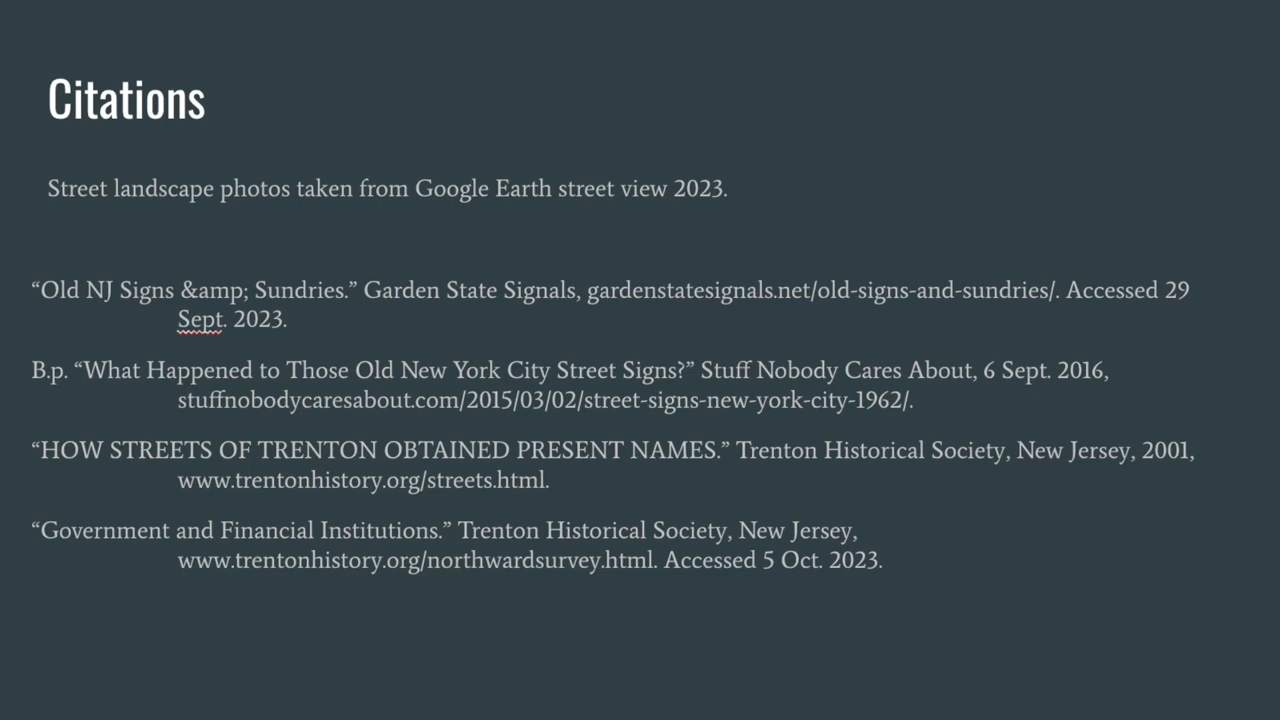 Citations
Street landscape photos taken from Google Earth street view 2023.
“Old NJ Signs &amp; Sundries.” Garden State Signals, gardenstatesignals.net/old-signs-and-sundries/. Accessed 29
Sept. 2023.
B.p. “What Happened to Those Old New York City Street Signs?” Stuff Nobody Cares About, 6 Sept. 2016,
stuffnobodycaresabout.com/2015/03/02/street-signs-new-york-city-1962/.
“HOW STREETS OF TRENTON OBTAINED PRESENT NAMES.” Trenton Historical Society, New Jersey, 2001,
www.trentonhistory.org/streets.html.
“Government and Financial Institutions.” Trenton Historical Society, New Jersey,
www.trentonhistory.org/northwardsurvey.html. Accessed 5 Oct. 2023.